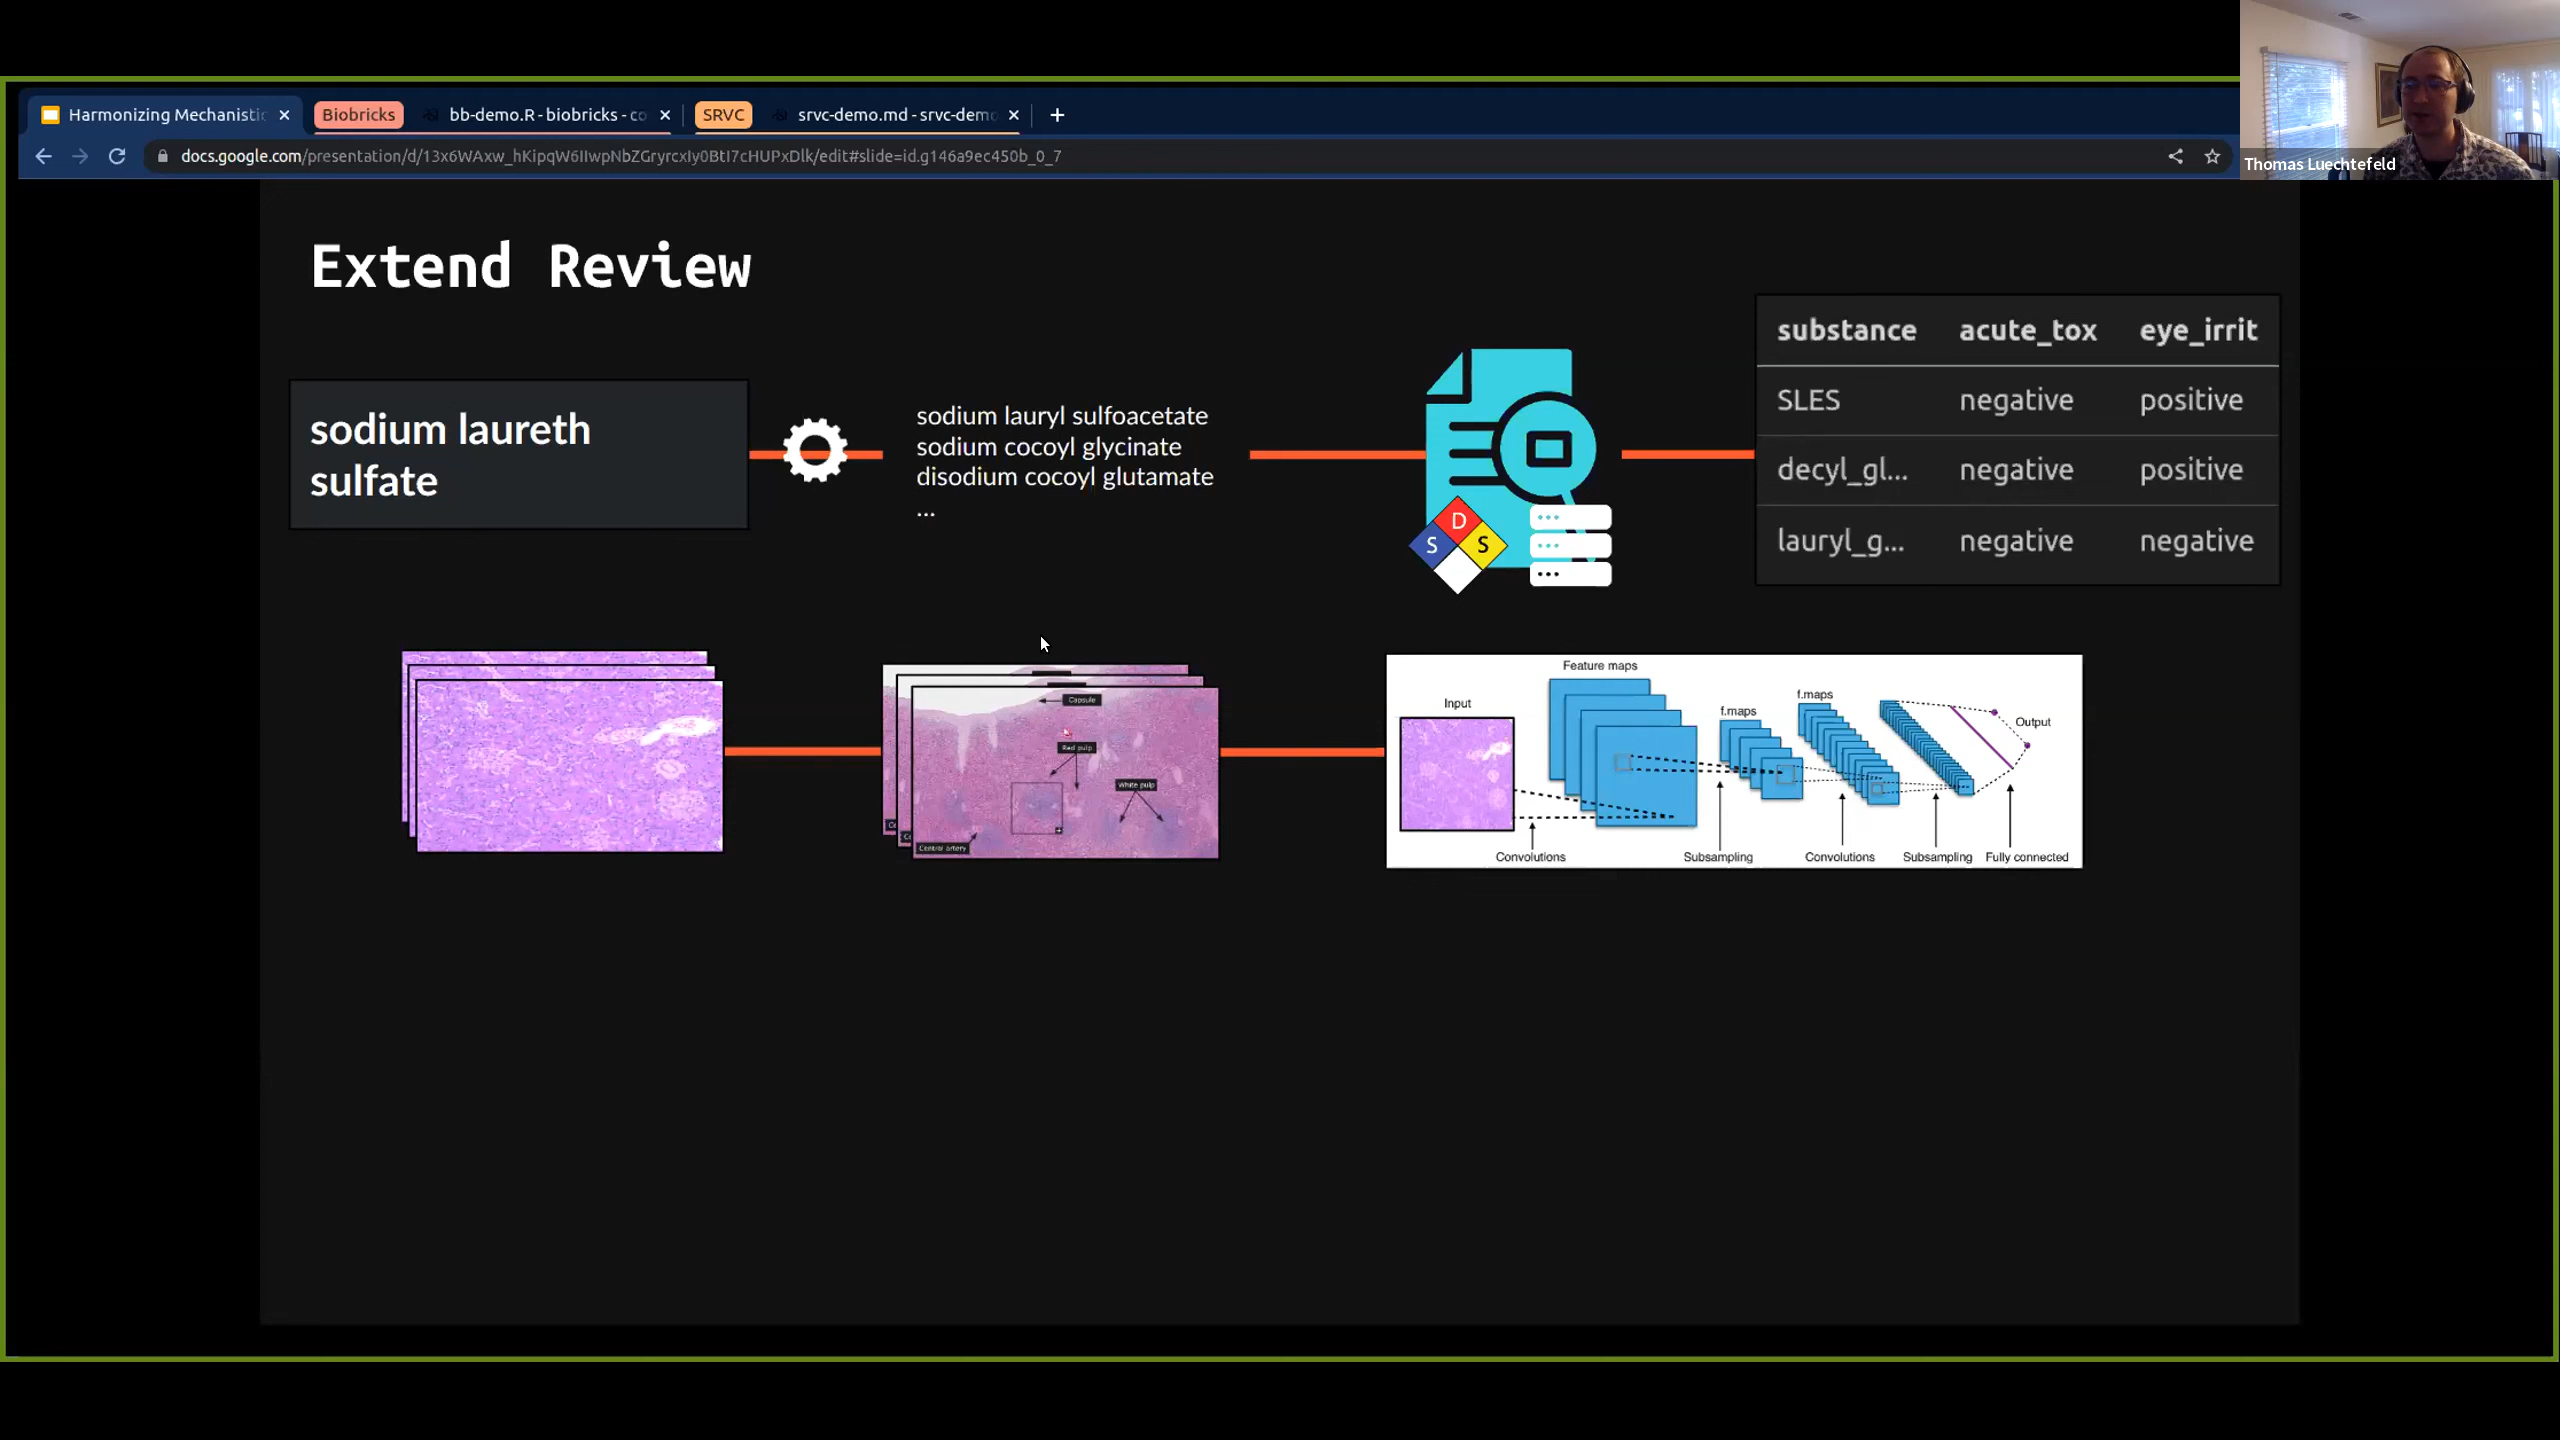 Harmonizing Mechanistic
Biobricks
bb-demo.R - biobricks - co
SRVC
srvc-demo.md - srvc-demo
docs.google.com/presentation/d/13x6WAxw_hKipqW6IIwpNbZGryrcxIy0BtI7cHUPxDlk/edit#slide=id.g146a9ec450b_0_7
Thomas Luechtefeld
Extend Review
sodium laureth
sulfate
sodium lauryl sulfoacetate
sodium cocoyl glycinate
disodium cocoyl glutamate
...
D
S S
substance acute_tox eye_irrit
SLES negative positive
decyl_gl... negative positive
lauryl_g... negative negative
Capsule
Red pulp
White pulp
Central artery
Feature maps
Input
f.maps
f.maps
Output
Convolutions Subsampling Convolutions Subsampling Fully connected